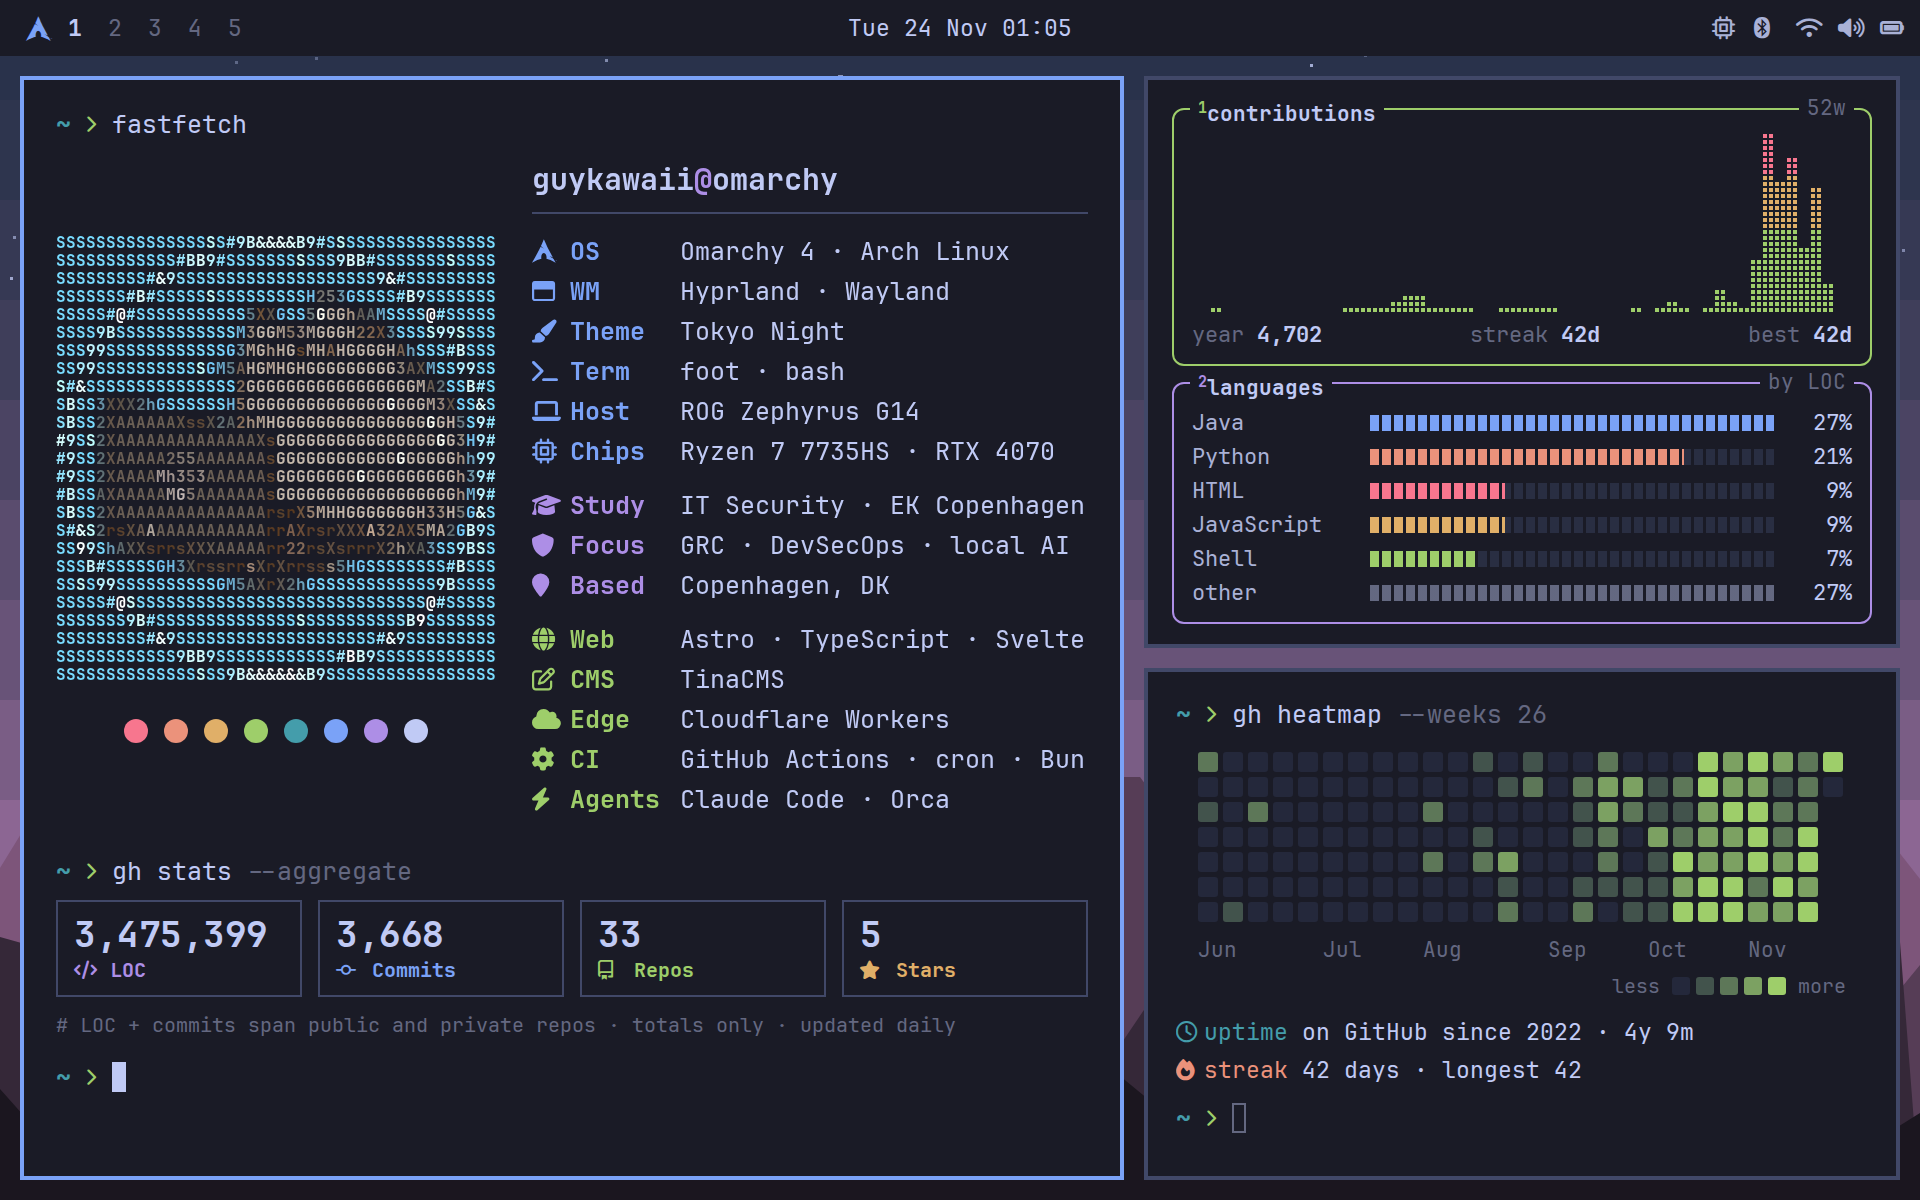 1 2 3 4 5
Tue 24 Nov 01:05
~ > fastfetch
guykawaii@omarchy
OS Omarchy 4 · Arch Linux
WM Hyprland · Wayland
Theme Tokyo Night
Term foot · bash
Host ROG Zephyrus G14
Chips Ryzen 7 7735HS · RTX 4070
Study IT Security · EK Copenhagen
Focus GRC · DevSecOps · local AI
Based Copenhagen, DK
Web Astro · TypeScript · Svelte
CMS TinaCMS
Edge Cloudflare Workers
CI GitHub Actions · cron · Bun
Agents Claude Code · Orca
~ > gh stats --aggregate
3,475,399
LOC
3,668
Commits
33
Repos
5
Stars
# LOC + commits span public and private repos · totals only · updated daily
~ >
1contributions 52w
year 4,702 streak 42d best 42d
2languages by LOC
Java 27%
Python 21%
HTML 9%
JavaScript 9%
Shell 7%
other 27%
~ > gh heatmap --weeks 26
Jun Jul Aug Sep Oct Nov
less more
uptime on GitHub since 2022 · 4y 9m
streak 42 days · longest 42
~ >